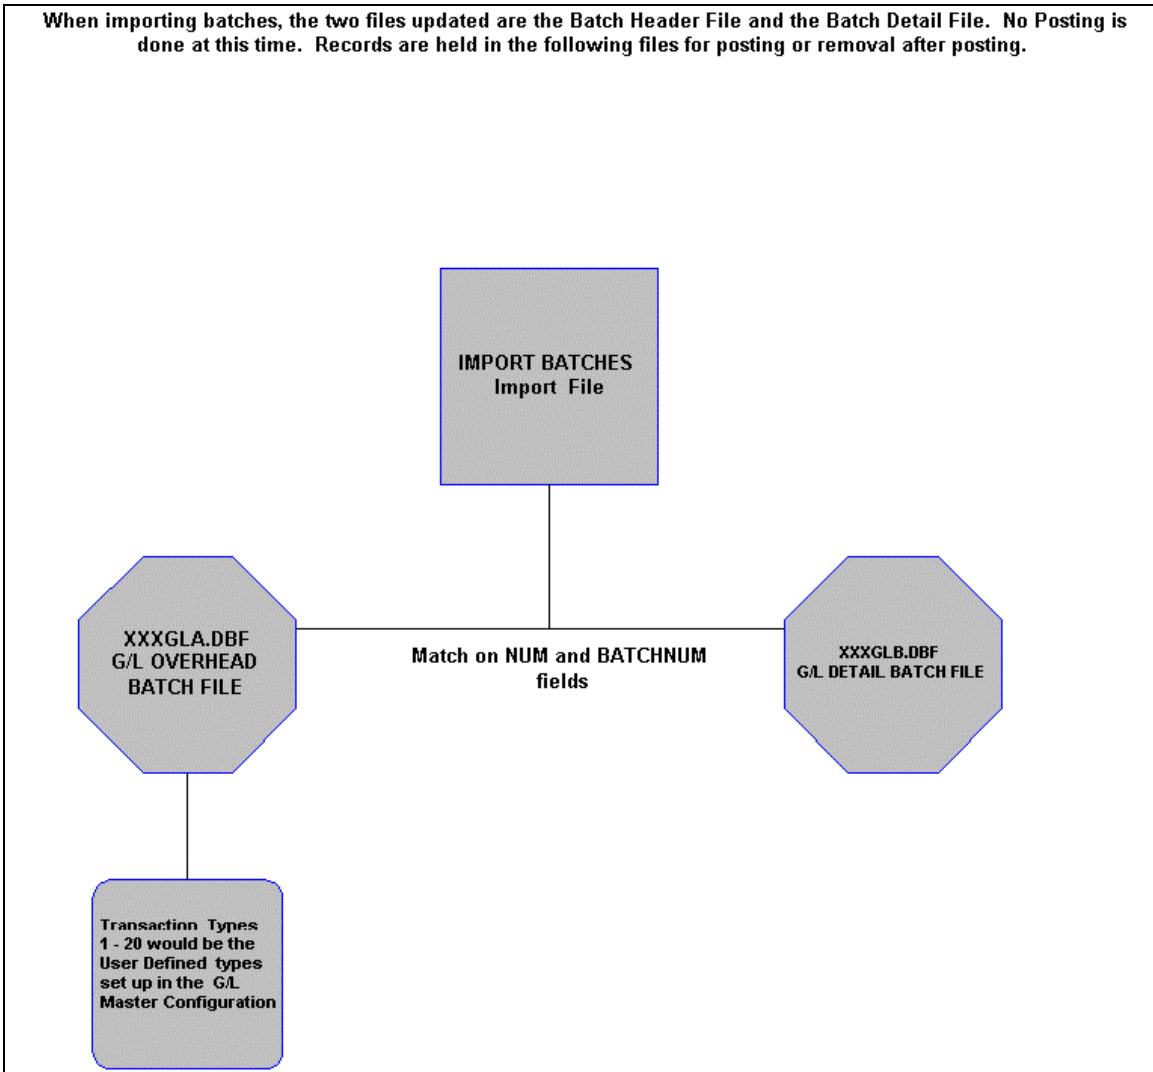 When importing batches, the two files updated are the Batch Header File and the Batch Detail File. No Posting is
done at this time. Records are held in the following files for posting or removal after posting.
IMPORT BATCHES
Import File
XXXGLA.DBF
G/L OVERHEAD
BATCH FILE
Match on NUM and BATCHNUM
fields
XXXGLB.DBF
G/L DETAIL BATCH FILE
Transaction Types
1 - 20 would be the
User Defined types
set up in the G/L
Master Configuration